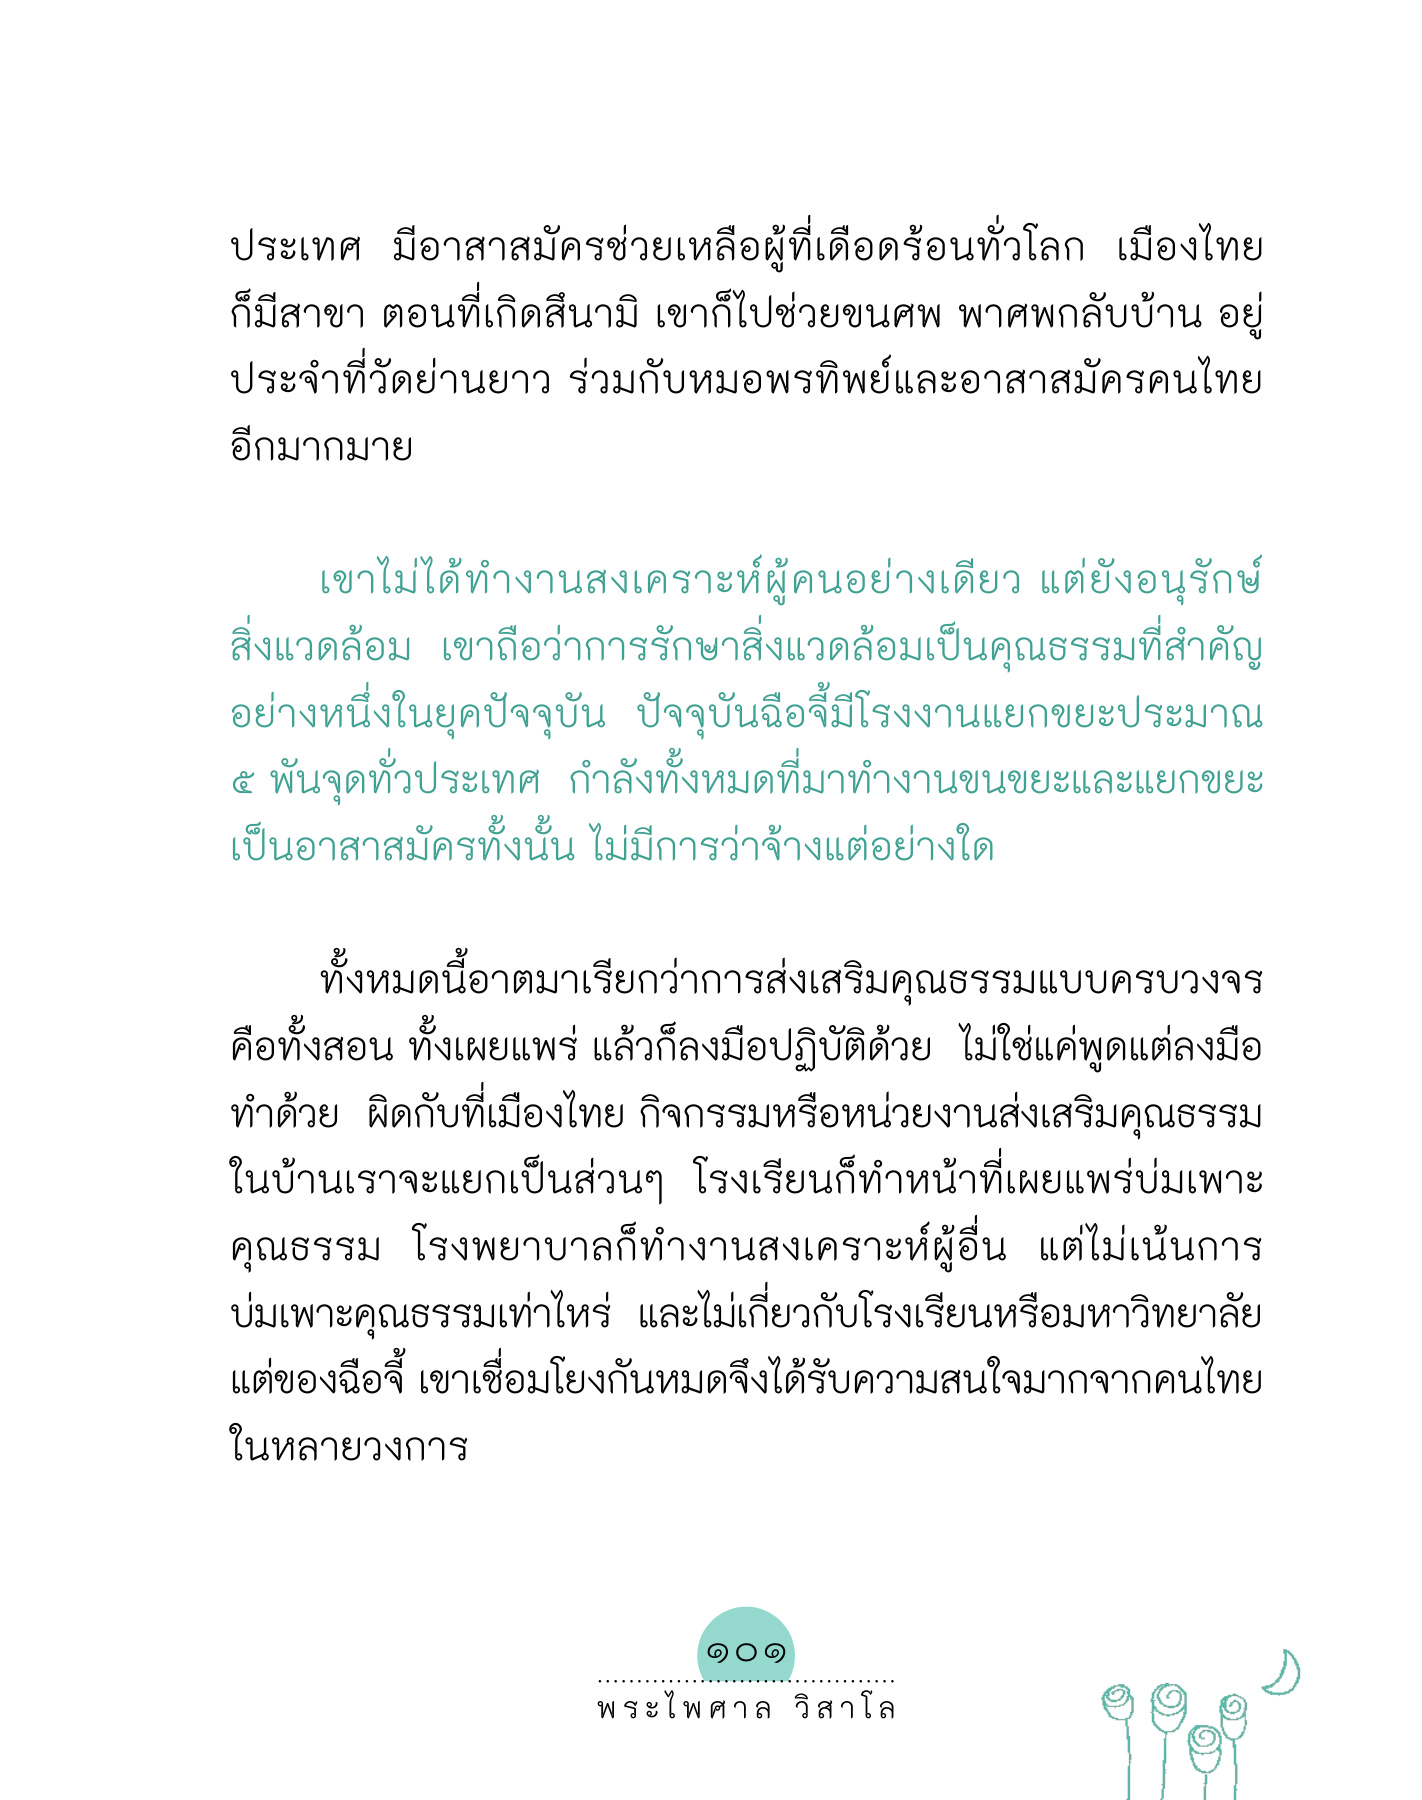 ประเทศ  มีอาสาสมัครช่วยเหลือผู้ที่เดือดร้อนทั่วโลก  เมืองไทย
ก็มีสาขา ตอนที่เกิดสึนามิ เขาก็ไปช่วยขนศพ พาศพกลับบ้าน อยู่
ประจำที่วัดย่านยาว ร่วมกับหมอพรทิพย์และอาสาสมัครคนไทย
อีกมากมาย
เขาไม่ได้ทำงานสงเคราะห์ผู้คนอย่างเดียว แต่ยังอนุรักษ์
สิ่งแวดล้อม  เขาถือว่าการรักษาสิ่งแวดล้อมเป็นคุณธรรมที่สำคัญ
อย่างหนึ่งในยุคปัจจุบัน  ปัจจุบันฉือจี้มีโรงงานแยกขยะประมาณ
๕ พันจุดทั่วประเทศ  กำลังทั้งหมดที่มาทำงานขนขยะและแยกขยะ
เป็นอาสาสมัครทั้งนั้น ไม่มีการว่าจ้างแต่อย่างใด
ทั้งหมดนี้อาตมาเรียกว่าการส่งเสริมคุณธรรมแบบครบวงจร
คือทั้งสอน ทั้งเผยแพร่ แล้วก็ลงมือปฏิบัติด้วย  ไม่ใช่แค่พูดแต่ลงมือ
ทำด้วย  ผิดกับที่เมืองไทย กิจกรรมหรือหน่วยงานส่งเสริมคุณธรรม
ในบ้านเราจะแยกเป็นส่วนๆ  โรงเรียนก็ทำหน้าที่เผยแพร่บ่มเพาะ
คุณธรรม  โรงพยาบาลก็ทำงานสงเคราะห์ผู้อื่น  แต่ไม่เน้นการ
บ่มเพาะคุณธรรมเท่าไหร่  และไม่เกี่ยวกับโรงเรียนหรือมหาวิทยาลัย
แต่ของฉือจี้ เขาเชื่อมโยงกันหมดจึงได้รับความสนใจมากจากคนไทย
ในหลายวงการ
๑๐๑
พระไพศาล วิสาโล